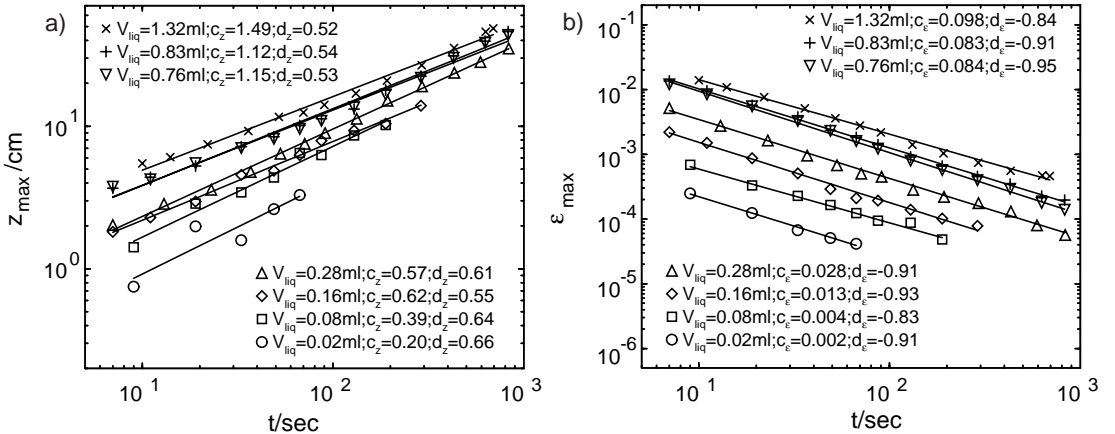 a)
× V_liq=1.32ml;c_z=1.49;d_z=0.52
+ V_liq=0.83ml;c_z=1.12;d_z=0.54
▽ V_liq=0.76ml;c_z=1.15;d_z=0.53
10^1
z_max/cm
10^0
△ V_liq=0.28ml;c_z=0.57;d_z=0.61
◇ V_liq=0.16ml;c_z=0.62;d_z=0.55
□ V_liq=0.08ml;c_z=0.39;d_z=0.64
○ V_liq=0.02ml;c_z=0.20;d_z=0.66
10^1 10^2 10^3
t/sec
b)
10^-1
× V_liq=1.32ml;c_ε=0.098;d_ε=-0.84
+ V_liq=0.83ml;c_ε=0.083;d_ε=-0.91
▽ V_liq=0.76ml;c_ε=0.084;d_ε=-0.95
10^-2
10^-3
ε_max
10^-4
10^-5
10^-6
△ V_liq=0.28ml;c_ε=0.028;d_ε=-0.91
◇ V_liq=0.16ml;c_ε=0.013;d_ε=-0.93
□ V_liq=0.08ml;c_ε=0.004;d_ε=-0.83
○ V_liq=0.02ml;c_ε=0.002;d_ε=-0.91
10^1 10^2 10^3
t/sec